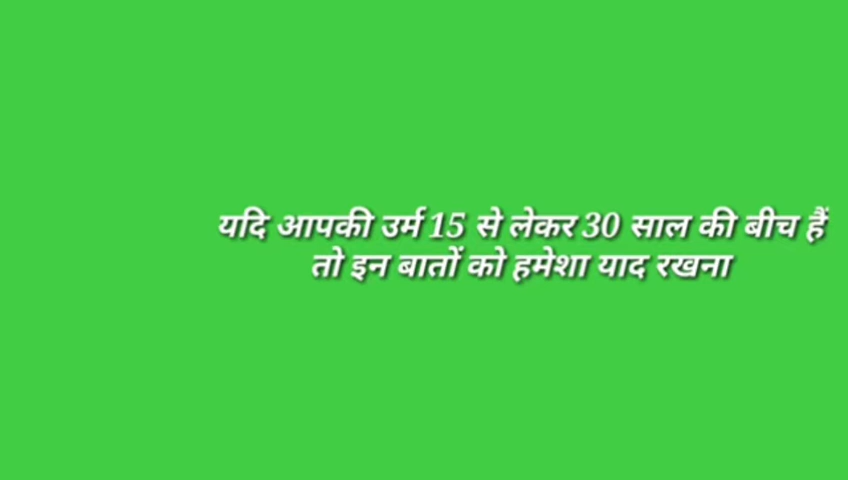 यदि आपकी उर्म 15 से लेकर 30 साल की बीच हैं
तो इन बातों को हमेशा याद रखना